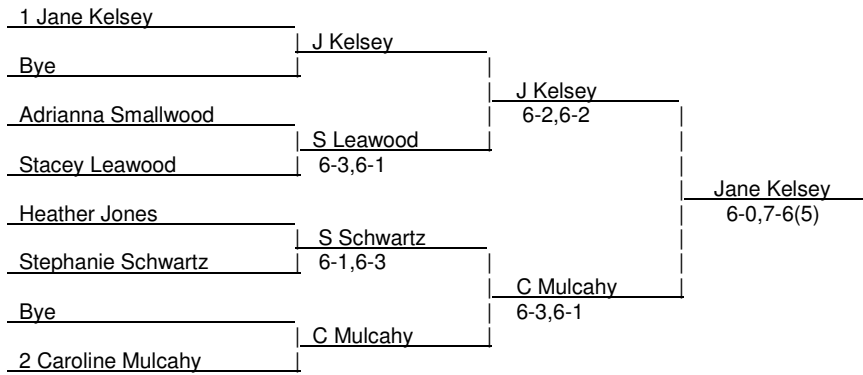 1 Jane Kelsey
J Kelsey
Bye
J Kelsey
6-2,6-2
Adrianna Smallwood
S Leawood
6-3,6-1
Stacey Leawood
Jane Kelsey
6-0,7-6(5)
Heather Jones
S Schwartz
6-1,6-3
Stephanie Schwartz
C Mulcahy
6-3,6-1
Bye
C Mulcahy
2 Caroline Mulcahy